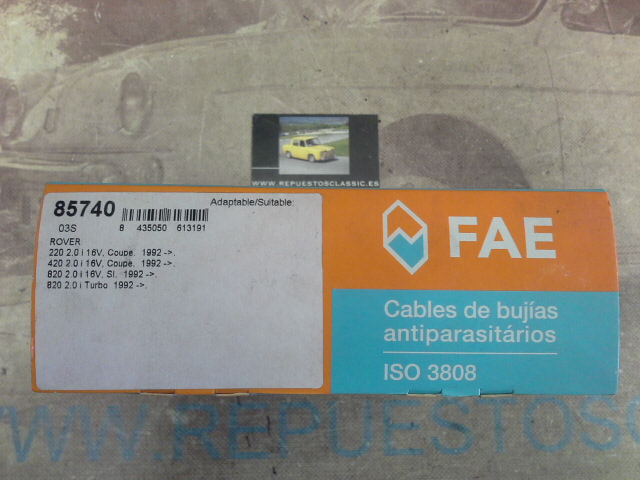 WWW.REPUESTOSCLASSIC.ES
85740
Adaptable/Suitable:
03S
8 435050 613191
ROVER
220 2.0 i 16V, Coupe. 1992 ->.
420 2.0 i 16V, Coupe. 1992 ->.
820 2.0 i 16V, SI. 1992 ->.
820 2.0 i Turbo 1992 ->.
FAE
Cables de bujías
antiparasitários
ISO 3808
WWW.REPUESTOSC